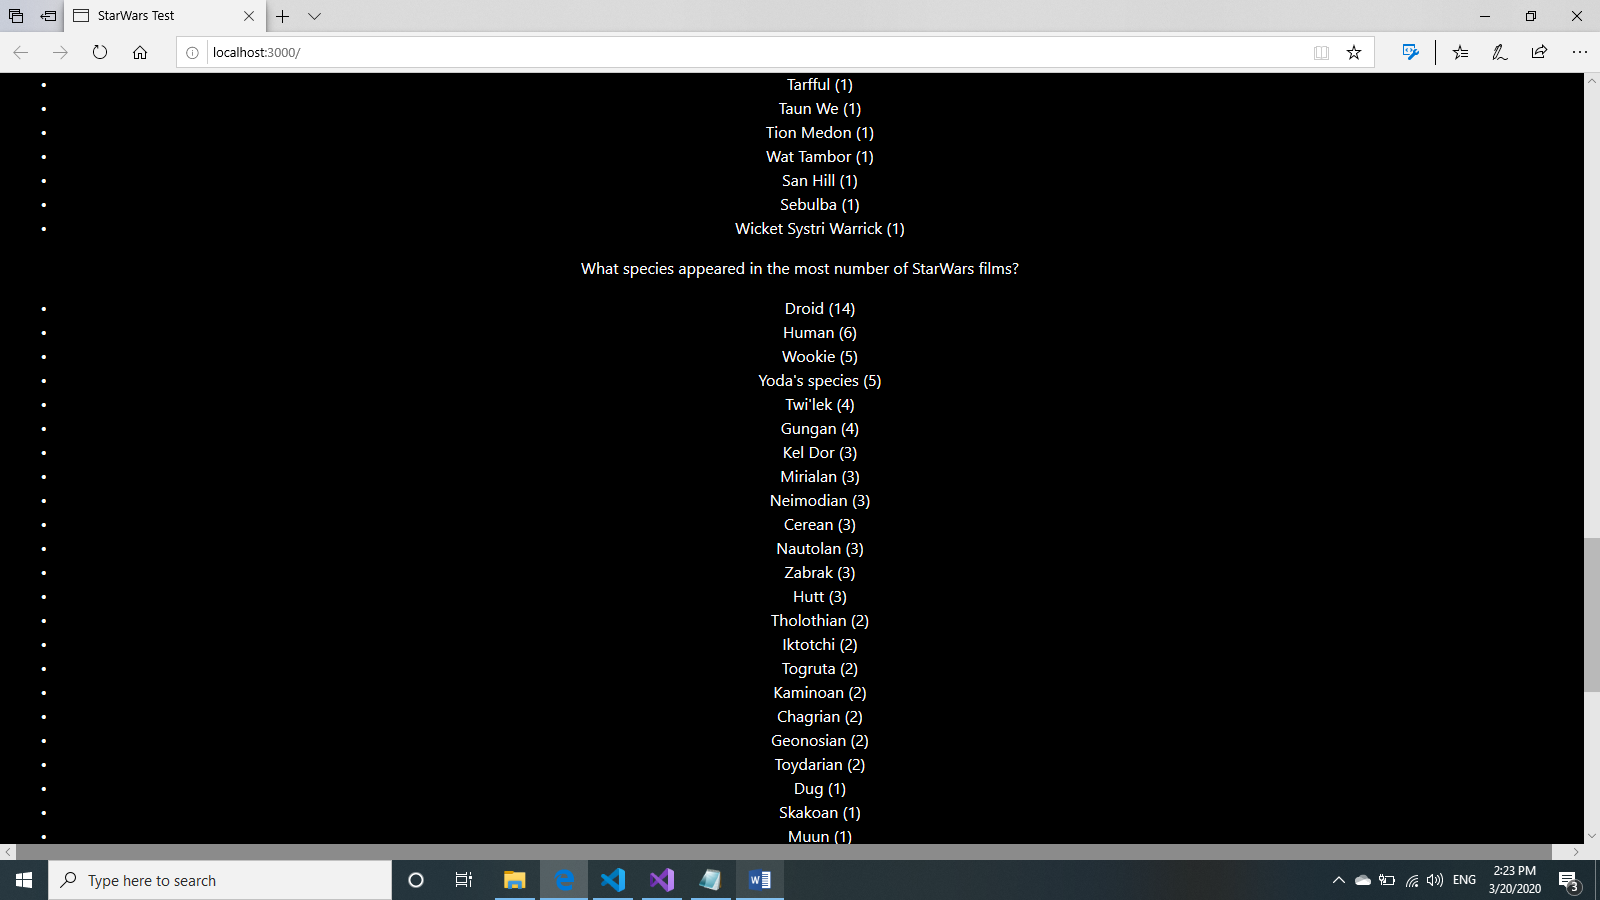 StarWars Test
localhost:3000/
Tarfful (1)
Taun We (1)
Tion Medon (1)
Wat Tambor (1)
San Hill (1)
Sebulba (1)
Wicket Systri Warrick (1)
What species appeared in the most number of StarWars films?
Droid (14)
Human (6)
Wookie (5)
Yoda's species (5)
Twi'lek (4)
Gungan (4)
Kel Dor (3)
Mirialan (3)
Neimodian (3)
Cerean (3)
Nautolan (3)
Zabrak (3)
Hutt (3)
Tholothian (2)
Iktotchi (2)
Togruta (2)
Kaminoan (2)
Chagrian (2)
Geonosian (2)
Toydarian (2)
Dug (1)
Skakoan (1)
Muun (1)
Type here to search
W
ENG
2:23 PM
3/20/2020
3